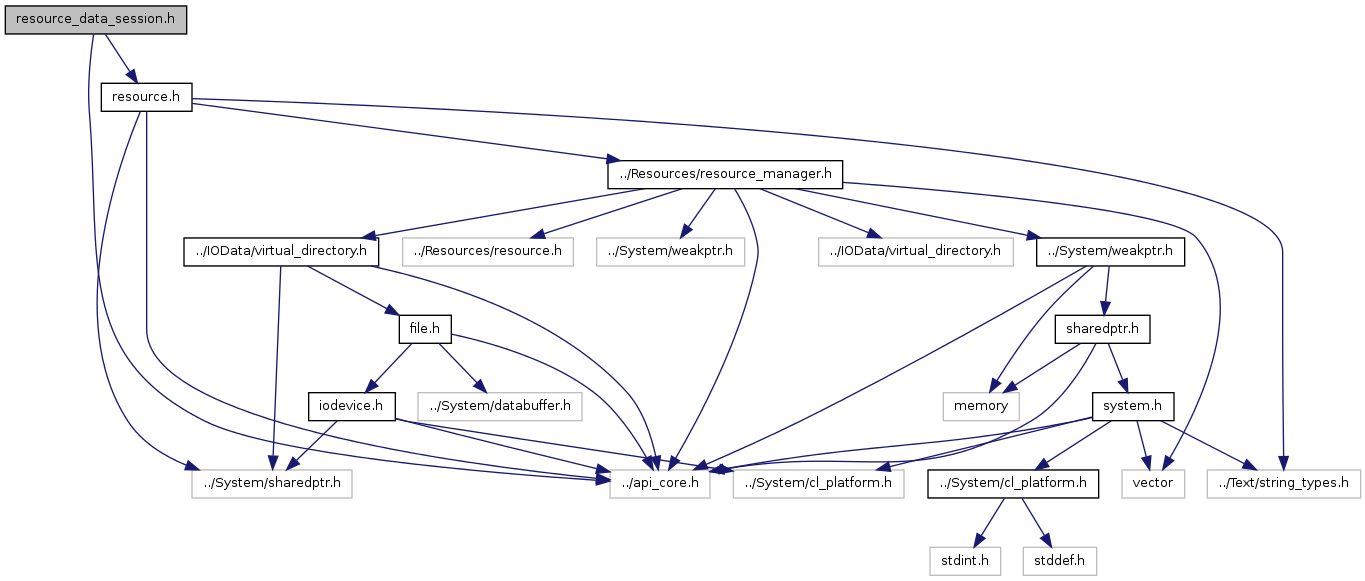 resource_data_session.h
resource.h
../Resources/resource_manager.h
../IOData/virtual_directory.h
../Resources/resource.h
../System/weakptr.h
../IOData/virtual_directory.h
../System/weakptr.h
file.h
sharedptr.h
iodevice.h
../System/databuffer.h
memory
system.h
../System/sharedptr.h
../api_core.h
../System/cl_platform.h
../System/cl_platform.h
vector
../Text/string_types.h
stdint.h
stddef.h